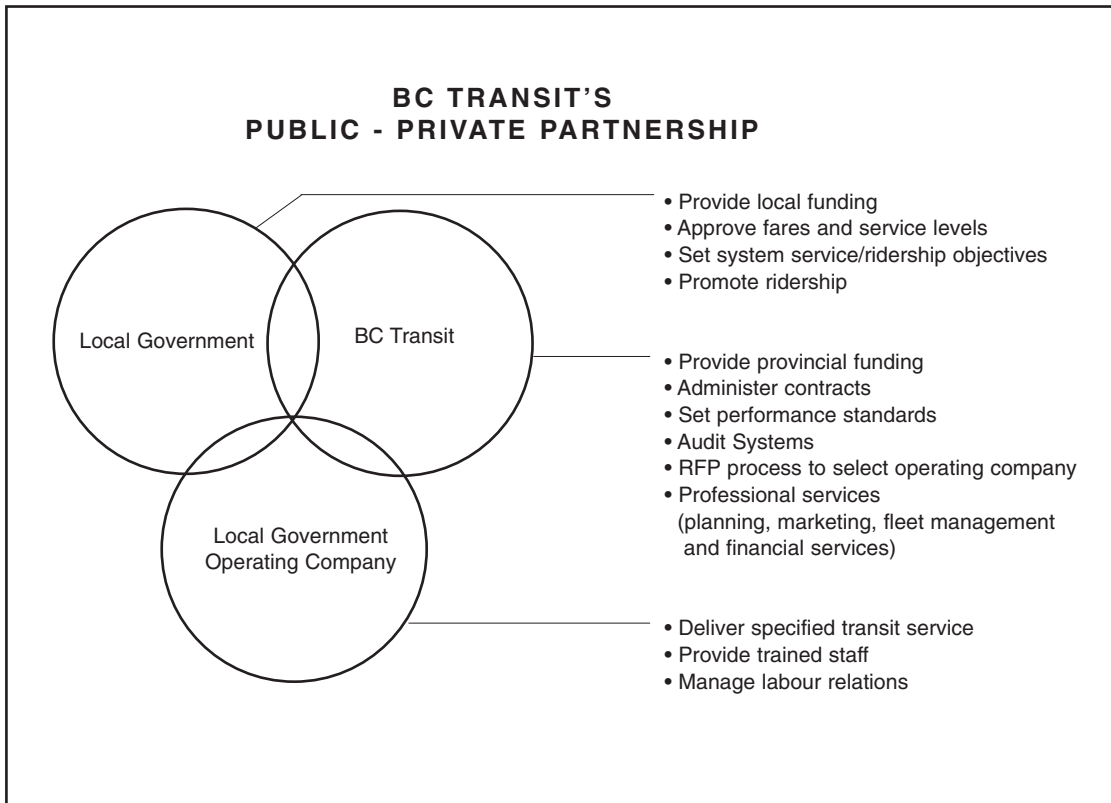 BC TRANSIT'S
PUBLIC - PRIVATE PARTNERSHIP
Local Government
BC Transit
Local Government
Operating Company
• Provide local funding
• Approve fares and service levels
• Set system service/ridership objectives
• Promote ridership
• Provide provincial funding
• Administer contracts
• Set performance standards
• Audit Systems
• RFP process to select operating company
• Professional services
(planning, marketing, fleet management
and financial services)
• Deliver specified transit service
• Provide trained staff
• Manage labour relations